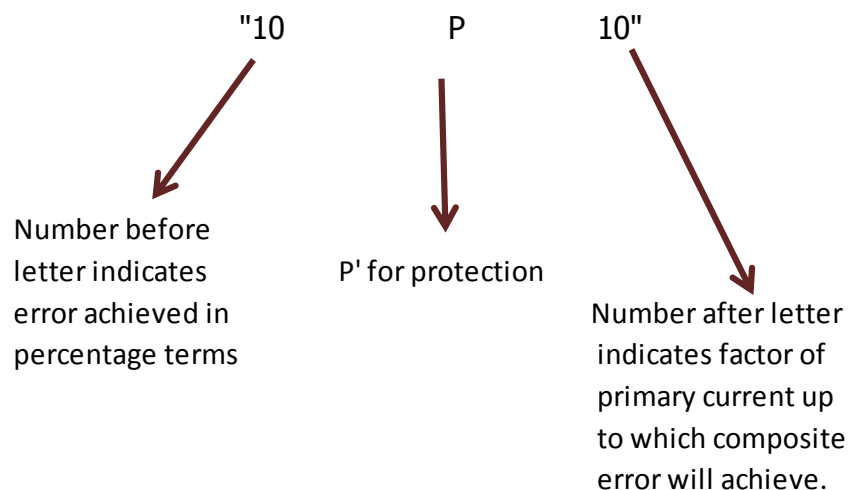 "10 P 10"
Number before
letter indicates
error achieved in
percentage terms
P' for protection
Number after letter
indicates factor of
primary current up
to which composite
error will achieve.